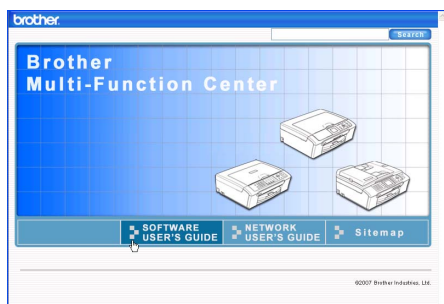 brother.
Search
Brother
Multi-Function Center
SOFTWARE
USER'S GUIDE
NETWORK
USER'S GUIDE
Sitemap
©2007 Brother Industries, Ltd.